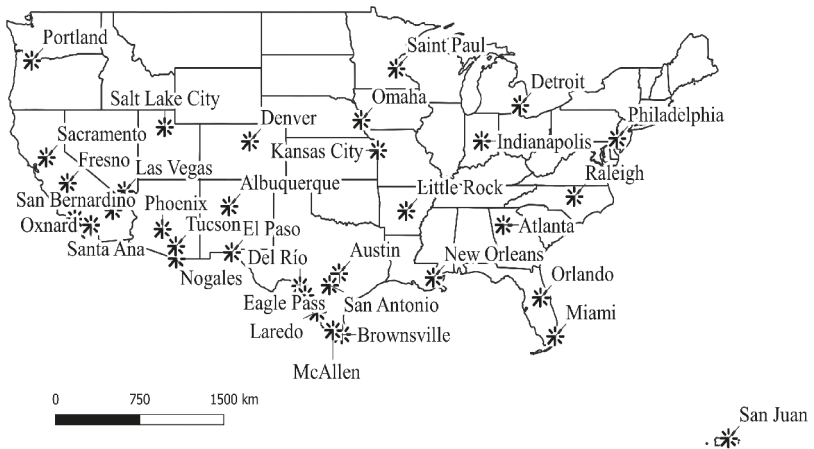 Portland
Saint Paul
Detroit
Salt Lake City
Omaha
Denver
Philadelphia
Sacramento
Kansas City
Indianapolis
Fresno
Las Vegas
Raleigh
Albuquerque
Little Rock
San Bernardino
Phoenix
Oxnard
Tucson
El Paso
Atlanta
Santa Ana
Austin
New Orleans
Del Río
Nogales
Orlando
Eagle Pass
San Antonio
Miami
Laredo
Brownsville
McAllen
0 750 1500 km
San Juan